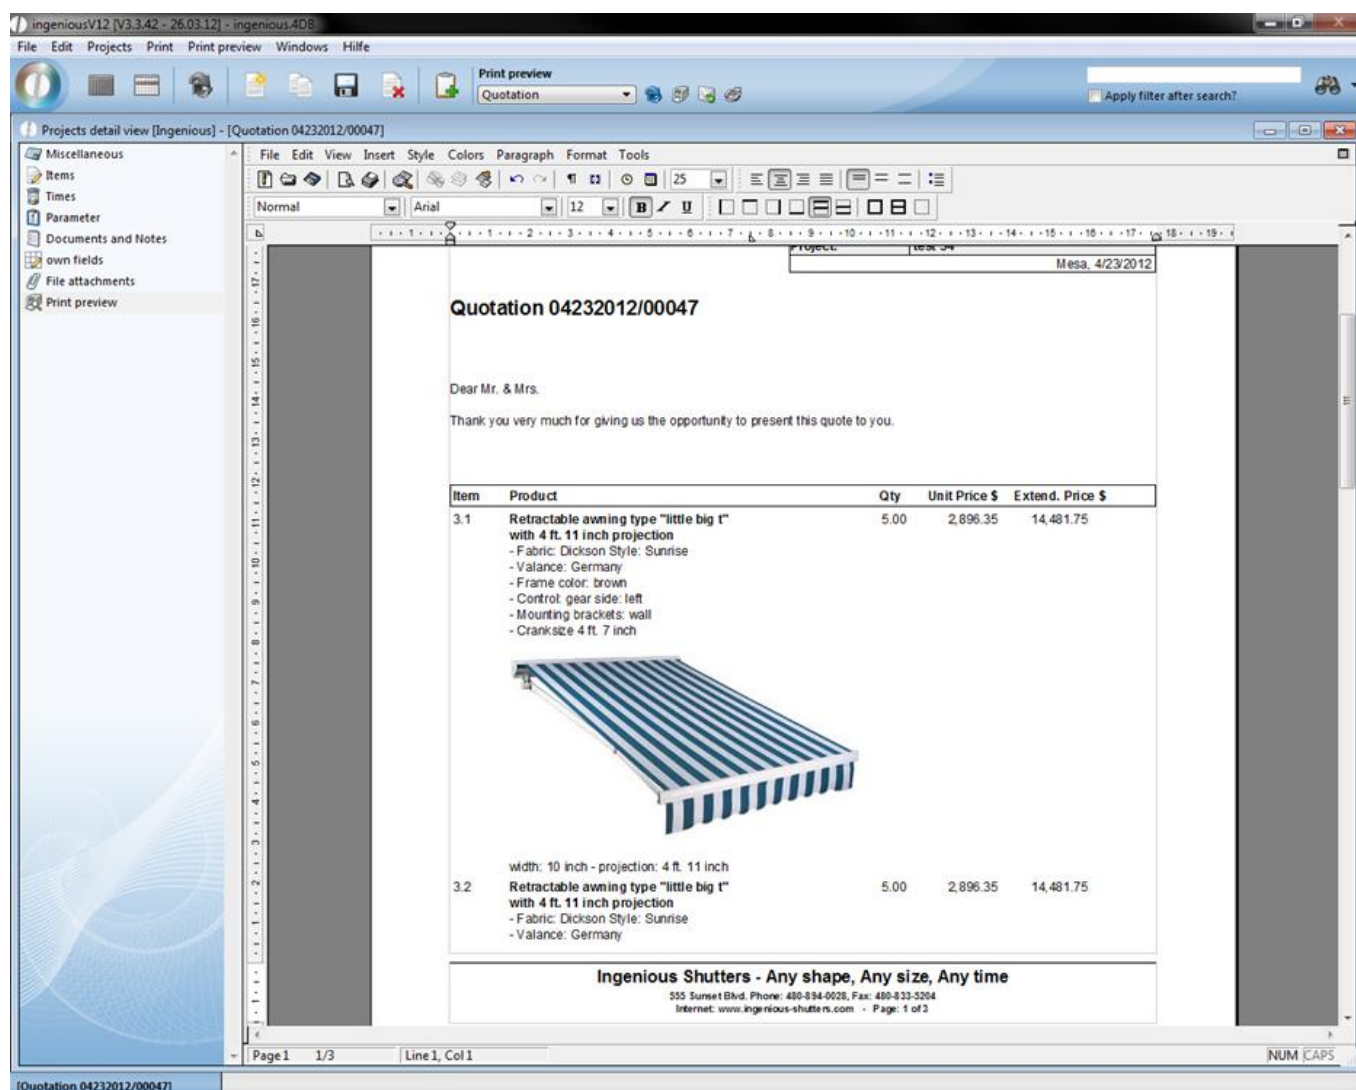 ingeniousV12 [V3.3.42 - 26.03.12] - ingenious.4DB
File Edit Projects Print Print preview Windows Hilfe
Print preview
Quotation
Apply filter after search?
Projects detail view [Ingenious] - [Quotation 04232012/00047]
Miscellaneous
Items
Times
Parameter
Documents and Notes
own fields
File attachments
Print preview
File Edit View Insert Style Colors Paragraph Format Tools
25
Normal Arial 12 B I U
Project: test 34
Mesa, 4/23/2012
Quotation 04232012/00047
Dear Mr. & Mrs.
Thank you very much for giving us the opportunity to present this quote to you.
Item Product Qty Unit Price $ Extend. Price $
3.1 Retractable awning type "little big t" 5.00 2,896.35 14,481.75
with 4 ft. 11 inch projection
- Fabric: Dickson Style: Sunrise
- Valance: Germany
- Frame color: brown
- Control: gear side: left
- Mounting brackets: wall
- Cranksize 4 ft. 7 inch
width: 10 inch - projection: 4 ft. 11 inch
3.2 Retractable awning type "little big t" 5.00 2,896.35 14,481.75
with 4 ft. 11 inch projection
- Fabric: Dickson Style: Sunrise
- Valance: Germany
Ingenious Shutters - Any shape, Any size, Any time
555 Sunset Blvd. Phone: 480-894-0028, Fax: 480-833-5204
Internet: www.ingenious-shutters.com - Page: 1 of 3
Page 1 1/3 Line 1, Col 1 NUM CAPS
[Quotation 04232012/00047]